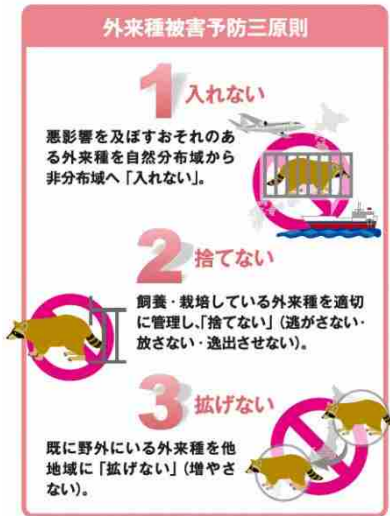 外来種被害予防三原則
1 入れない
悪影響を及ぼすおそれのあ
る外来種を自然分布域から
非分布域へ「入れない」。
2 捨てない
飼養・栽培している外来種を適切
に管理し、「捨てない」(逃がさない・
放さない・逸出させない)。
3 拡げない
既に野外にいる外来種を他
地域に「拡げない」(増やさ
ない)。